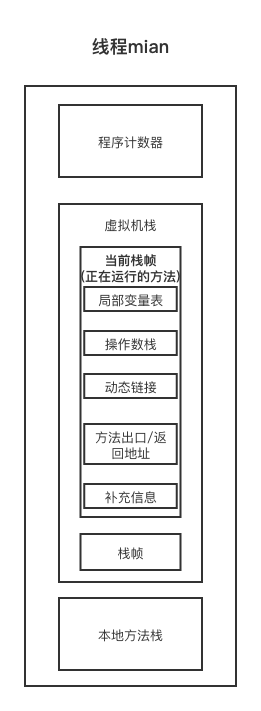 线程mian
程序计数器
虚拟机栈
当前栈帧
(正在运行的方法)
局部变量表
操作数栈
动态链接
方法出口/返
回地址
补充信息
栈帧
本地方法栈